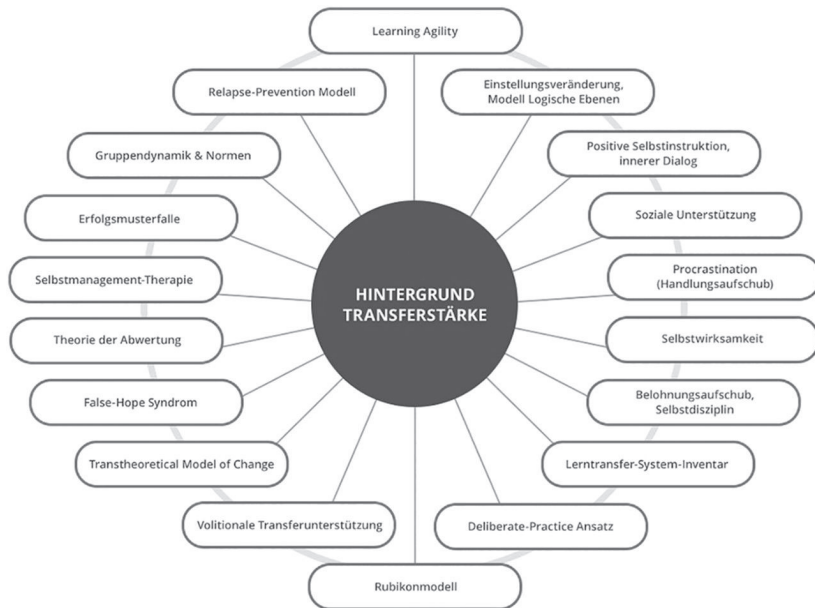 Learning Agility
Einstellungsveränderung,
Modell Logische Ebenen
Positive Selbstinstruktion,
innerer Dialog
Soziale Unterstützung
Procrastination
(Handlungsaufschub)
Selbstwirksamkeit
Belohnungsaufschub,
Selbstdisziplin
Lerntransfer-System-Inventar
Deliberate-Practice Ansatz
Rubikonmodell
Volitionale Transferunterstützung
Transtheoretical Model of Change
False-Hope Syndrom
Theorie der Abwertung
Selbstmanagement-Therapie
Erfolgsmusterfalle
Gruppendynamik & Normen
Relapse-Prevention Modell
HINTERGRUND
TRANSFERSTÄRKE